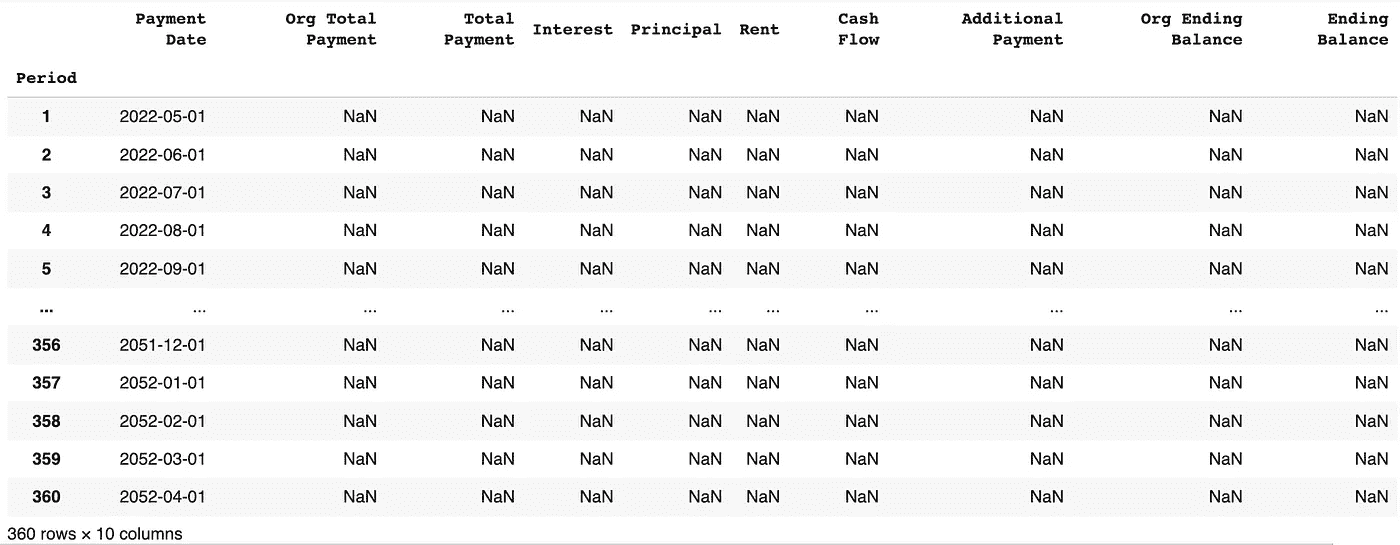 Payment Org Total Total Interest Principal Rent Cash Additional Org Ending Ending
Date Payment Payment Flow Payment Balance Balance
Period
1 2022-05-01 NaN NaN NaN NaN NaN NaN NaN NaN NaN
2 2022-06-01 NaN NaN NaN NaN NaN NaN NaN NaN NaN
3 2022-07-01 NaN NaN NaN NaN NaN NaN NaN NaN NaN
4 2022-08-01 NaN NaN NaN NaN NaN NaN NaN NaN NaN
5 2022-09-01 NaN NaN NaN NaN NaN NaN NaN NaN NaN
... ... ... ... ... ... ... ... ... ... ...
356 2051-12-01 NaN NaN NaN NaN NaN NaN NaN NaN NaN
357 2052-01-01 NaN NaN NaN NaN NaN NaN NaN NaN NaN
358 2052-02-01 NaN NaN NaN NaN NaN NaN NaN NaN NaN
359 2052-03-01 NaN NaN NaN NaN NaN NaN NaN NaN NaN
360 2052-04-01 NaN NaN NaN NaN NaN NaN NaN NaN NaN
360 rows × 10 columns